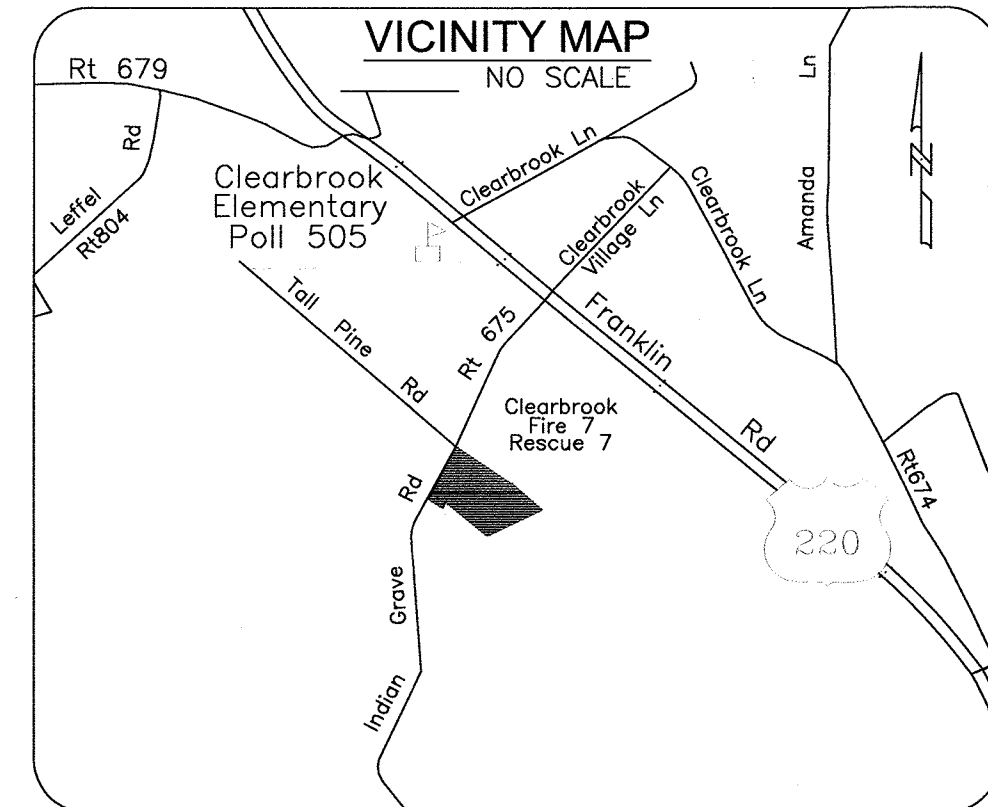 VICINITY MAP
NO SCALE
Rt 679
Leffel Rd
Rt804
Clearbrook
Elementary
Poll 505
Clearbrook Ln
Clearbrook
Village Ln
Clearbrook Ln
Amanda Ln
N
Tall Pine Rd
Rt 675
Franklin Rd
Clearbrook
Fire 7
Rescue 7
Rt674
220
Indian Grave Rd